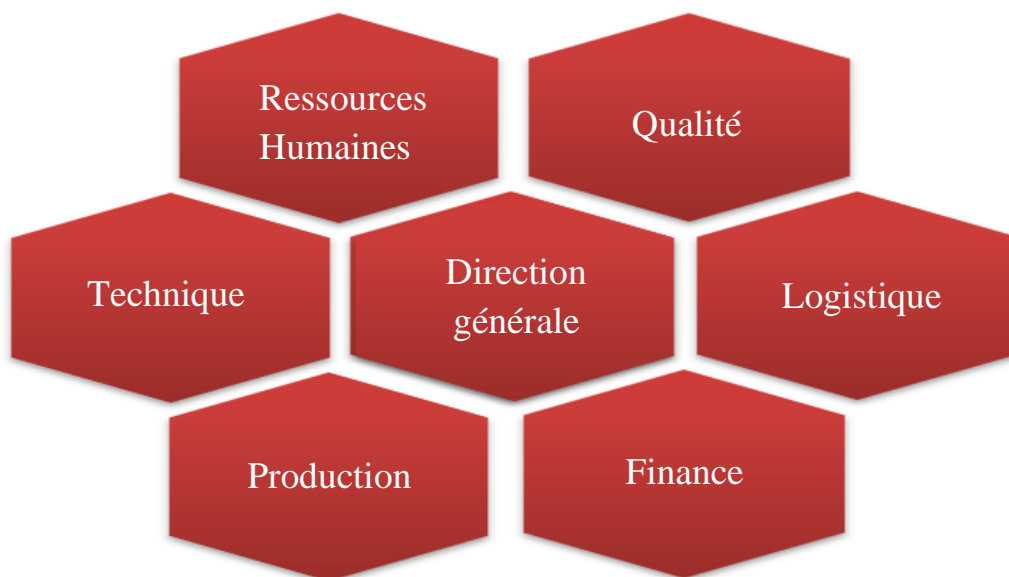 Ressources
Humaines
Qualité
Technique
Direction
générale
Logistique
Production
Finance